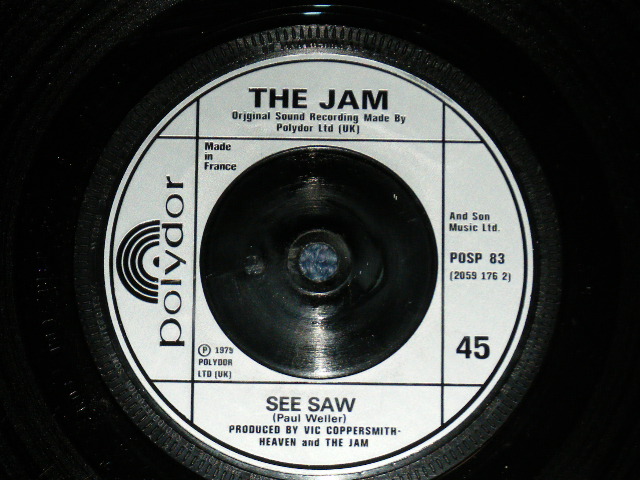 THE JAM
Original Sound Recording Made By
Polydor Ltd (UK)
Made
in
France
polydor
And Son
Music Ltd.
POSP 83
(2059 176 2)
℗ 1979
POLYDOR
LTD (UK)
45
SEE SAW
(Paul Weller)
PRODUCED BY VIC COPPERSMITH-
HEAVEN and THE JAM